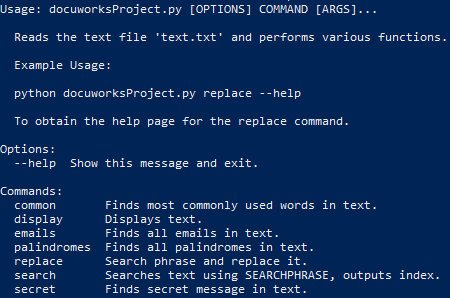 Usage: docuworksProject.py [OPTIONS] COMMAND [ARGS]...
Reads the text file 'text.txt' and performs various functions.
Example Usage:
python docuworksProject.py replace --help
To obtain the help page for the replace command.
Options:
--help  Show this message and exit.
Commands:
common       Finds most commonly used words in text.
display      Displays text.
emails       Finds all emails in text.
palindromes  Finds all palindromes in text.
replace      Search phrase and replace it.
search       Searches text using SEARCHPHRASE, outputs index.
secret       Finds secret message in text.